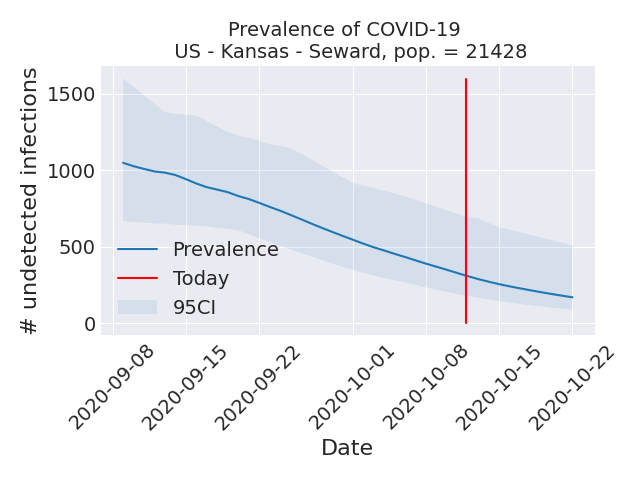 Prevalence of COVID-19
US - Kansas - Seward, pop. = 21428
# undetected infections
1500
1000
500
0
Prevalence
Today
95CI
2020-09-08
2020-09-15
2020-09-22
2020-10-01
2020-10-08
2020-10-15
2020-10-22
Date